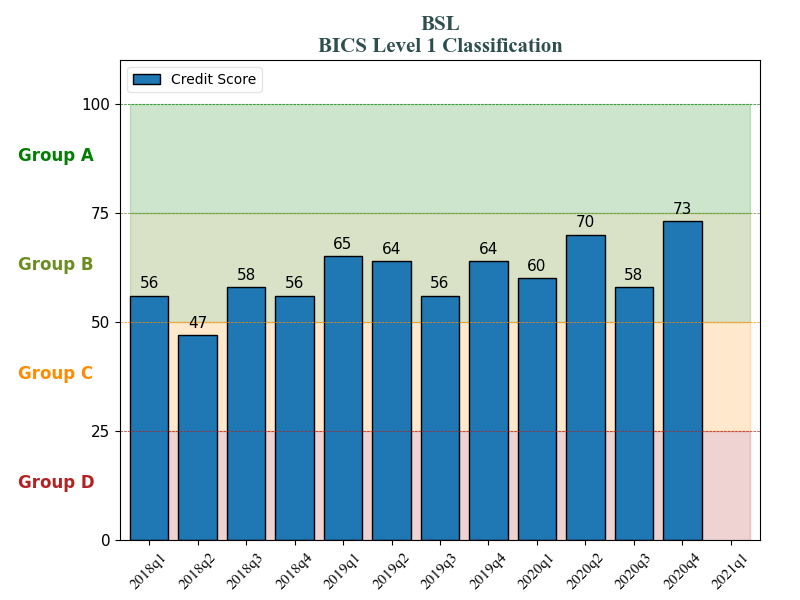 BSL
BICS Level 1 Classification
Credit Score
100
Group A
75
73
70
65
64
64
Group B
60
58
58
56
56
56
50
47
Group C
25
Group D
0
2018q1 2018q2 2018q3 2018q4 2019q1 2019q2 2019q3 2019q4 2020q1 2020q2 2020q3 2020q4 2021q1